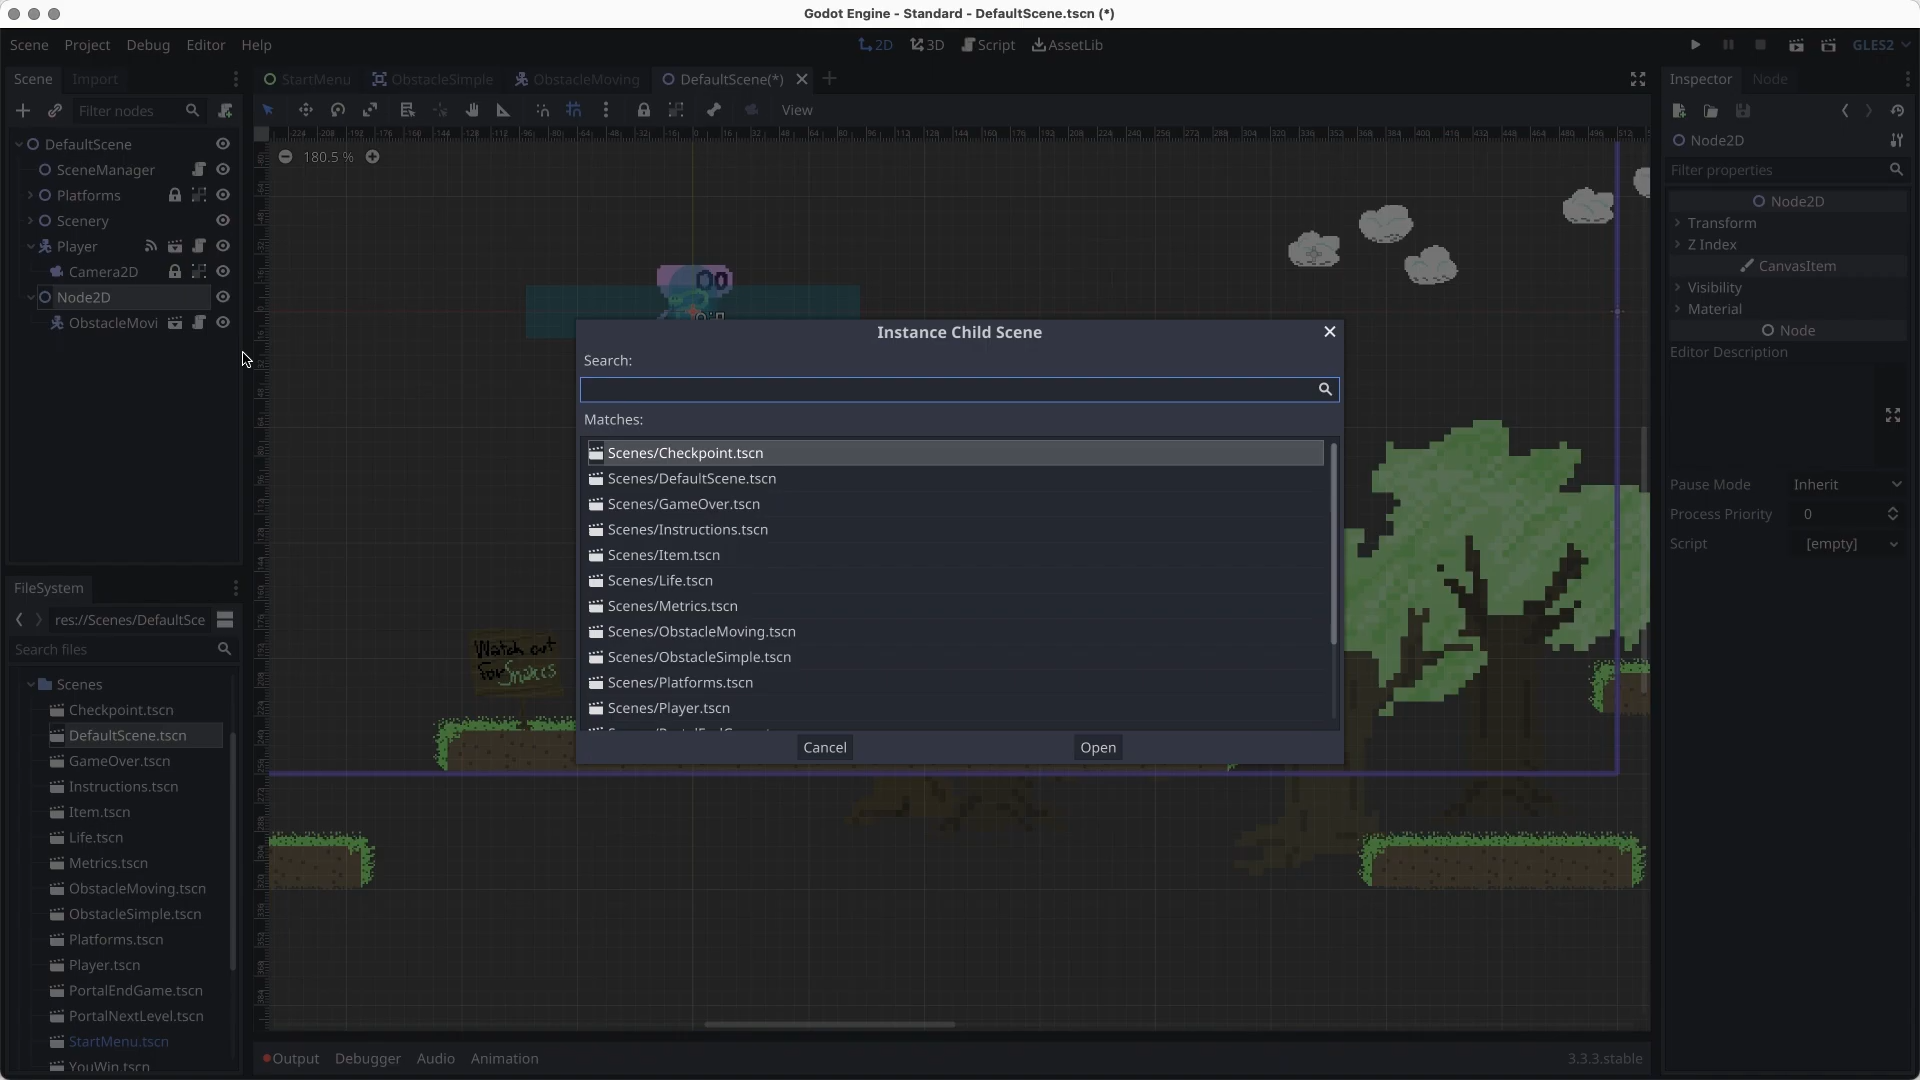 Godot Engine - Standard - DefaultScene.tscn (*)
Scene Project Debug Editor Help
2D 3D Script AssetLib
GLES2
Scene Import
StartMenu ObstacleSimple ObstacleMoving DefaultScene(*)
Inspector Node
Filter nodes
View
180.5 %
DefaultScene
SceneManager
Platforms
Scenery
Player
Camera2D
Node2D
ObstacleMovi
Node2D
Filter properties
Node2D
Transform
Z Index
CanvasItem
Visibility
Material
Node
Editor Description
Pause Mode Inherit
Process Priority 0
Script [empty]
Instance Child Scene
Search:
Matches:
Scenes/Checkpoint.tscn
Scenes/DefaultScene.tscn
Scenes/GameOver.tscn
Scenes/Instructions.tscn
Scenes/Item.tscn
Scenes/Life.tscn
Scenes/Metrics.tscn
Scenes/ObstacleMoving.tscn
Scenes/ObstacleSimple.tscn
Scenes/Platforms.tscn
Scenes/Player.tscn
Cancel Open
Watch out
for Snakes
FileSystem
res://Scenes/DefaultSce
Search files
Scenes
Checkpoint.tscn
DefaultScene.tscn
GameOver.tscn
Instructions.tscn
Item.tscn
Life.tscn
Metrics.tscn
ObstacleMoving.tscn
ObstacleSimple.tscn
Platforms.tscn
Player.tscn
PortalEndGame.tscn
PortalNextLevel.tscn
StartMenu.tscn
YouWin.tscn
Output Debugger Audio Animation
3.3.3.stable